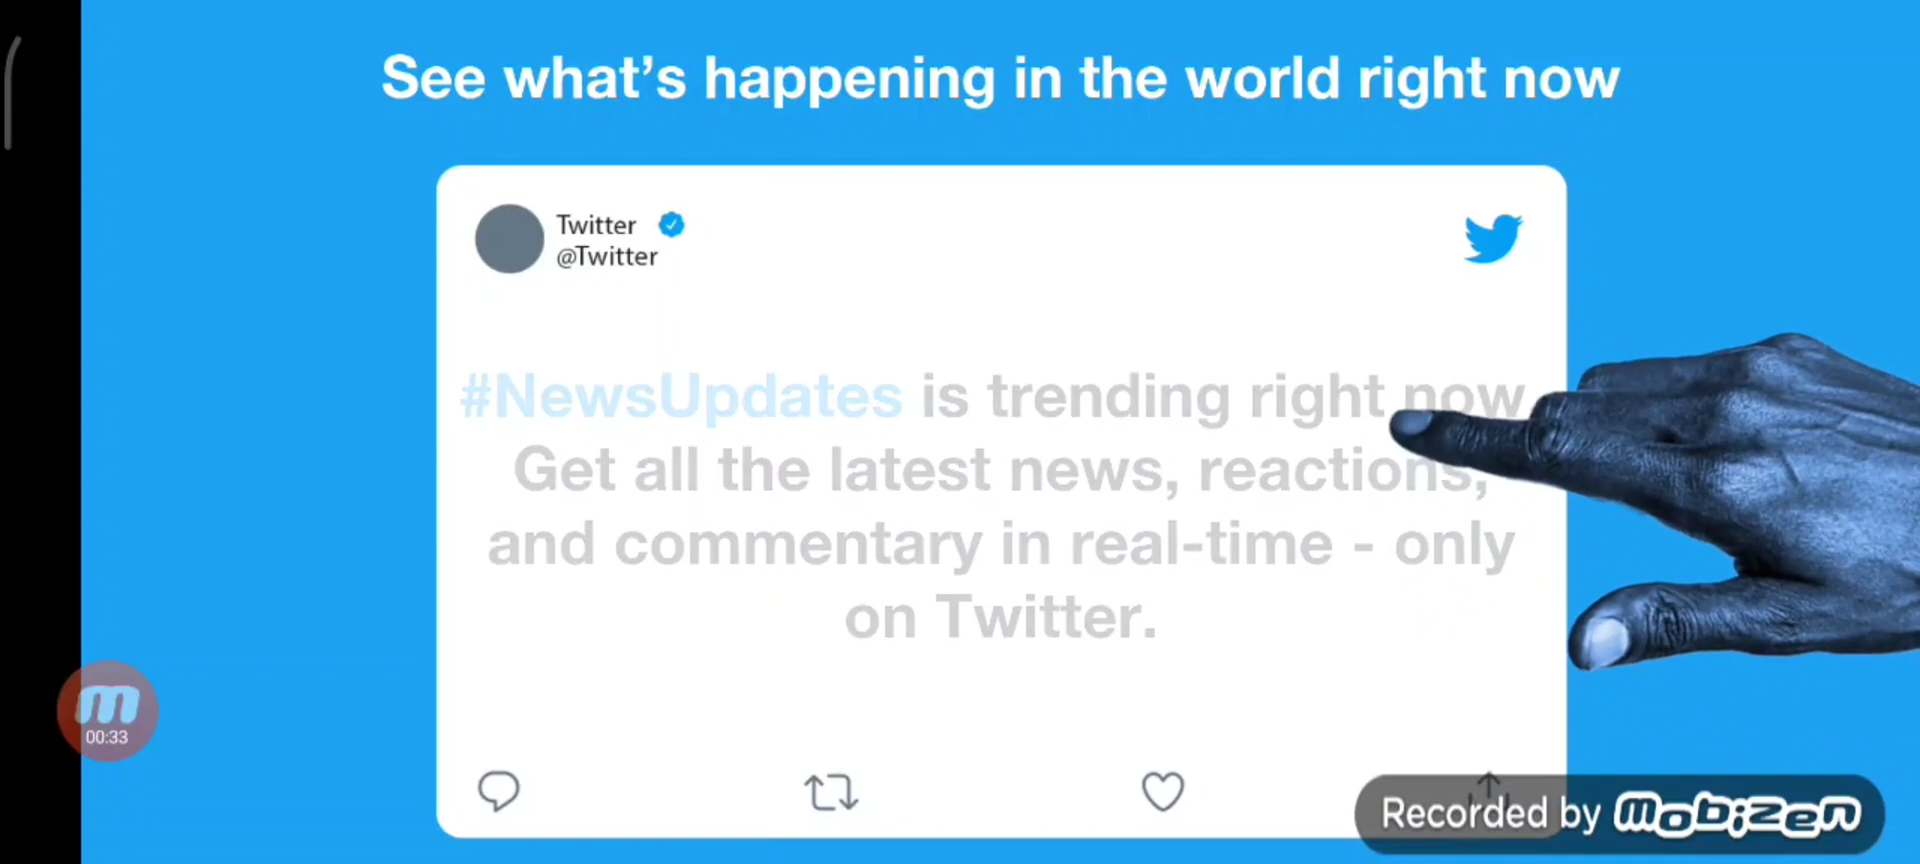 See what's happening in the world right now
Twitter
@Twitter
#NewsUpdates is trending right now
Get all the latest news, reactions,
and commentary in real-time - only
on Twitter.
m
00:33
Recorded by mobizen